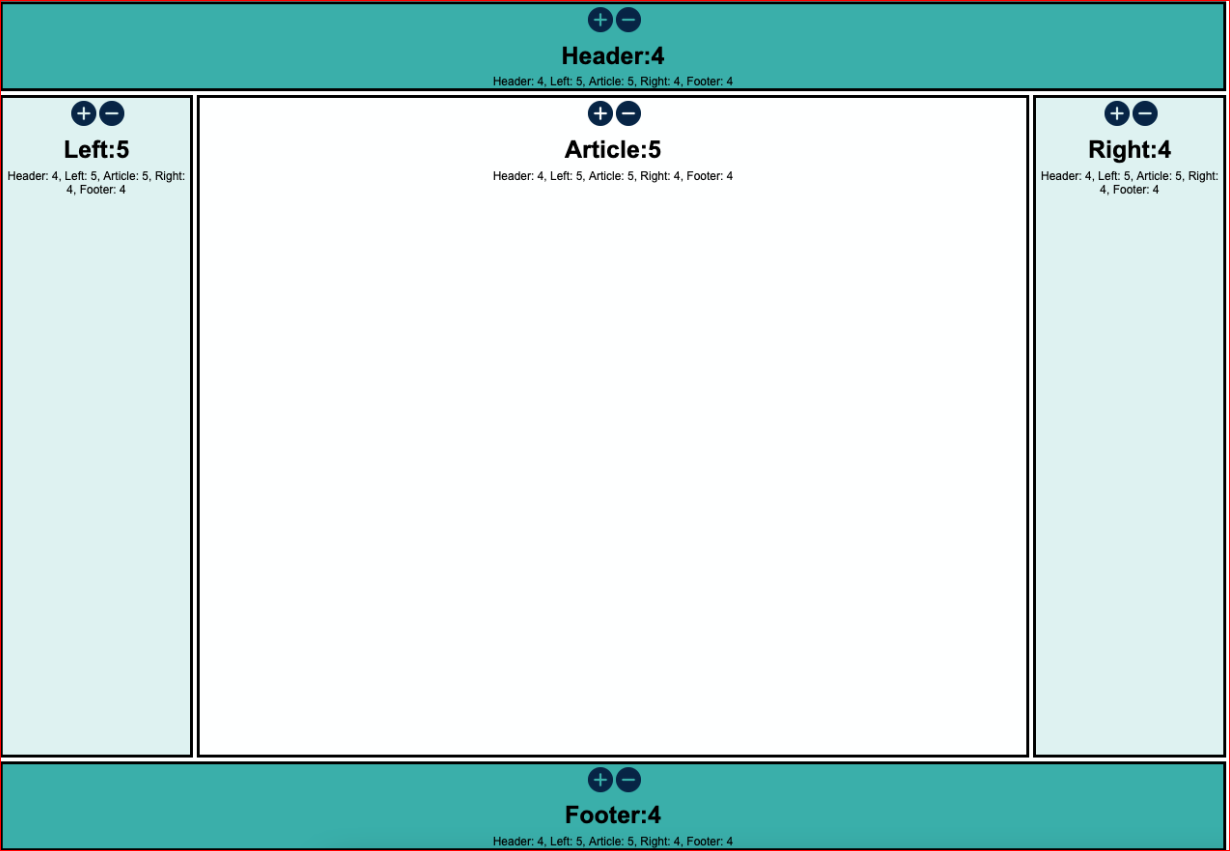 Header:4
Header: 4, Left: 5, Article: 5, Right: 4, Footer: 4
Left:5
Header: 4, Left: 5, Article: 5, Right:
4, Footer: 4
Article:5
Header: 4, Left: 5, Article: 5, Right: 4, Footer: 4
Right:4
Header: 4, Left: 5, Article: 5, Right:
4, Footer: 4
Footer:4
Header: 4, Left: 5, Article: 5, Right: 4, Footer: 4